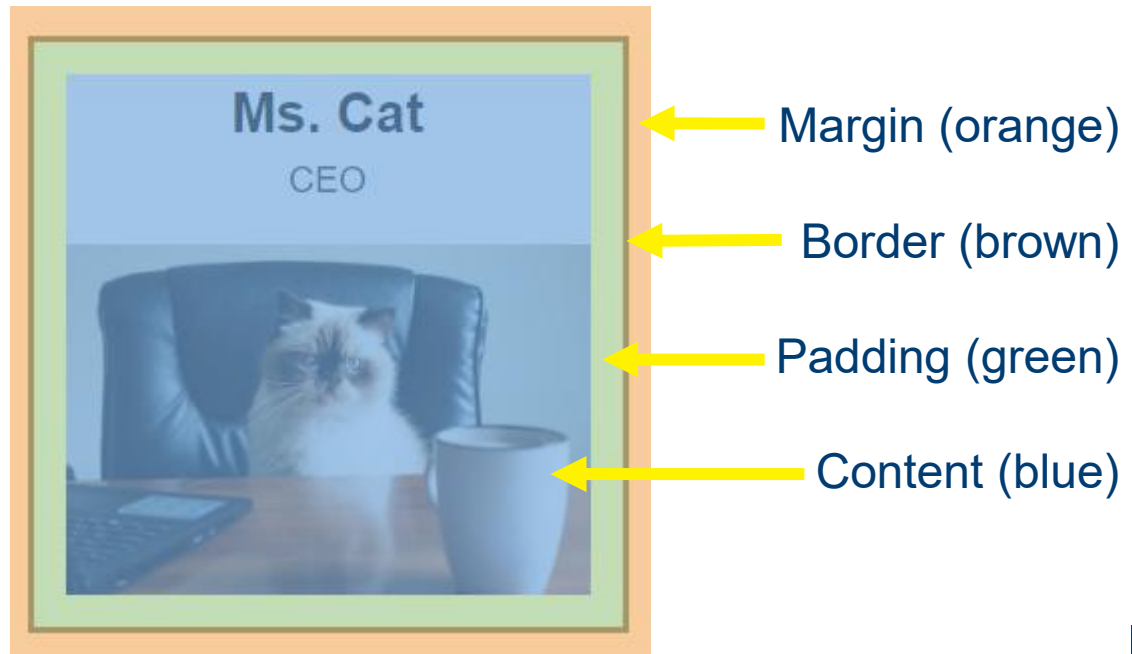 Ms. Cat
CEO
Margin (orange)
Border (brown)
Padding (green)
Content (blue)